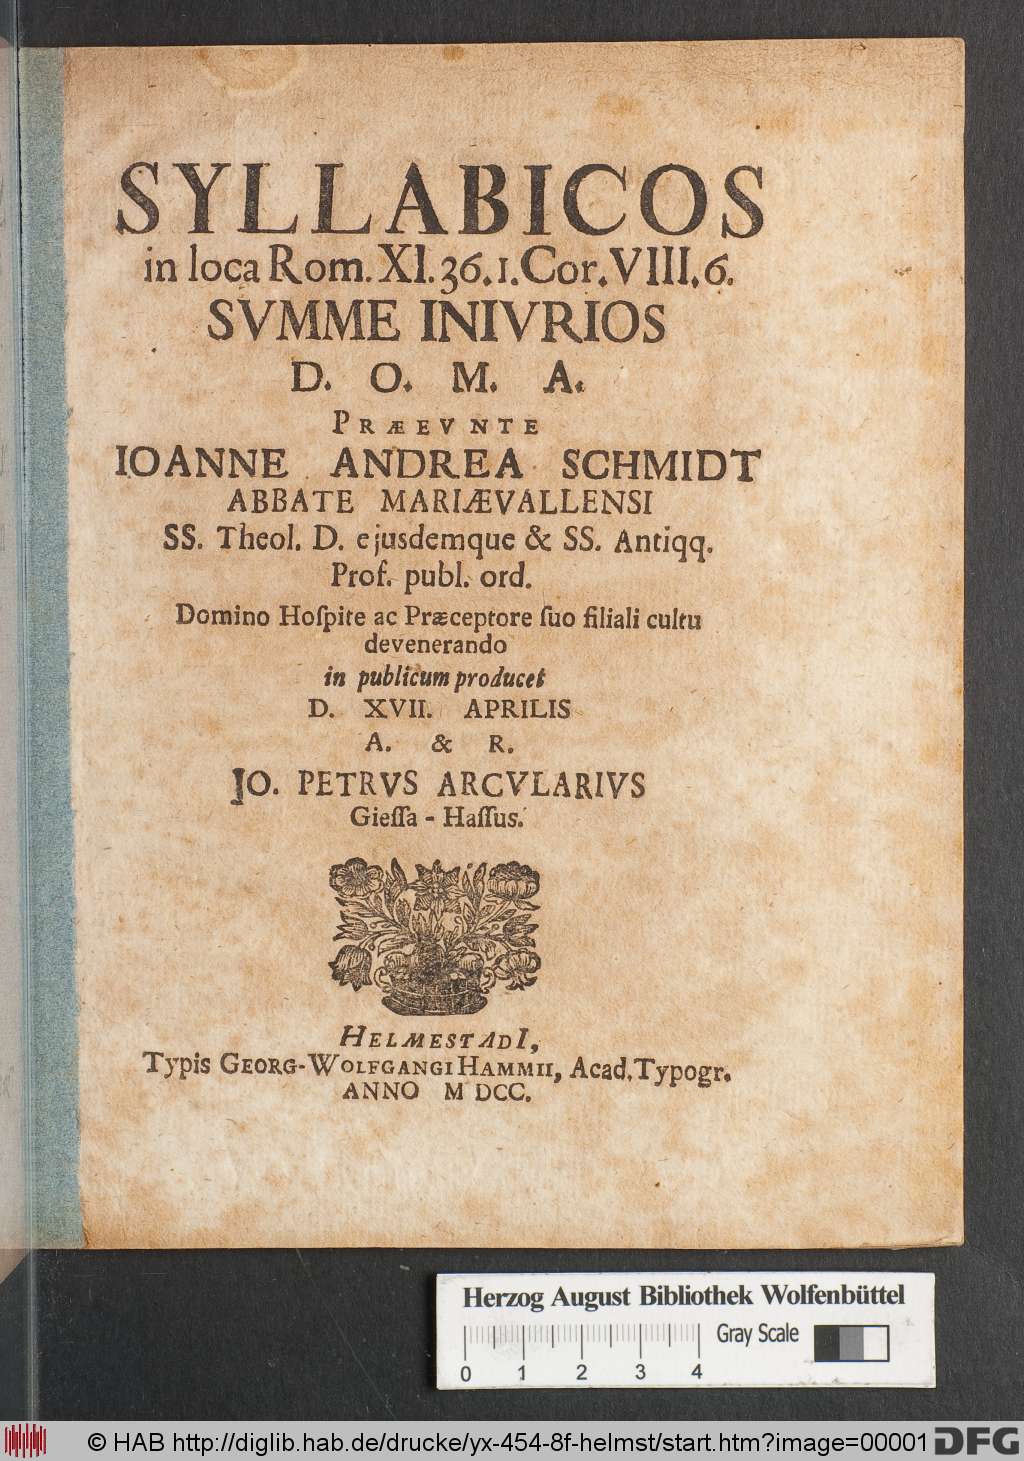 SYLLABICOS
in loca Rom. XI. 36. 1. Cor. VIII. 6.
SVMME INIVRIOS
D. O. M. A.
PRÆEVNTE
IOANNE ANDREA SCHMIDT
ABBATE MARIÆVALLENSI
SS. Theol. D. ejusdemque & SS. Antiqq.
Prof. publ. ord.
Domino Hoſpite ac Præceptore ſuo filiali cultu
devenerando
in publicum producet
D. XVII. APRILIS
A. & R.
JO. PETRVS ARCVLARIVS
Gieſſa - Haſſus.
HELMESTADI,
Typis GEORG-WOLFGANGI HAMMII, Acad. Typogr.
ANNO M DCC.
Herzog August Bibliothek Wolfenbüttel
Gray Scale
0 1 2 3 4
© HAB http://diglib.hab.de/drucke/yx-454-8f-helmst/start.htm?image=00001 DFG